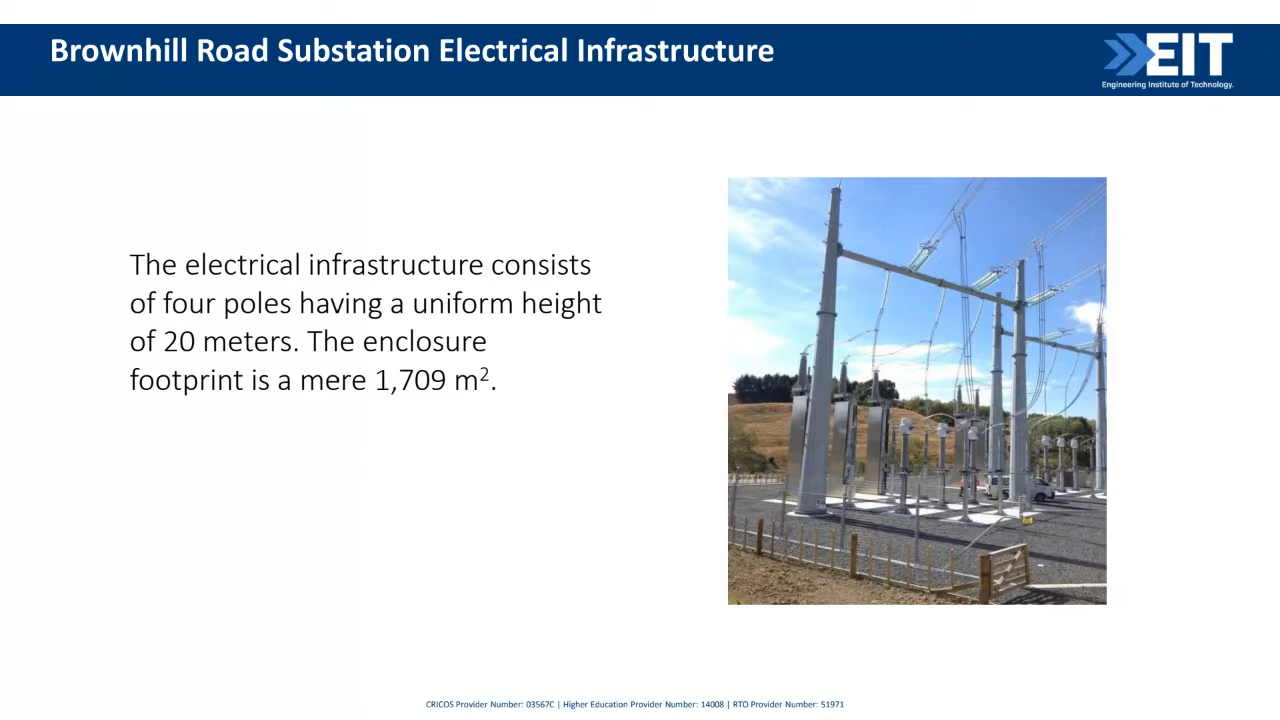 Brownhill Road Substation Electrical Infrastructure
EIT
Engineering Institute of Technology.
The electrical infrastructure consists
of four poles having a uniform height
of 20 meters. The enclosure
footprint is a mere 1,709 m².
CRICOS Provider Number: 03567C | Higher Education Provider Number: 14008 | RTO Provider Number: 51971